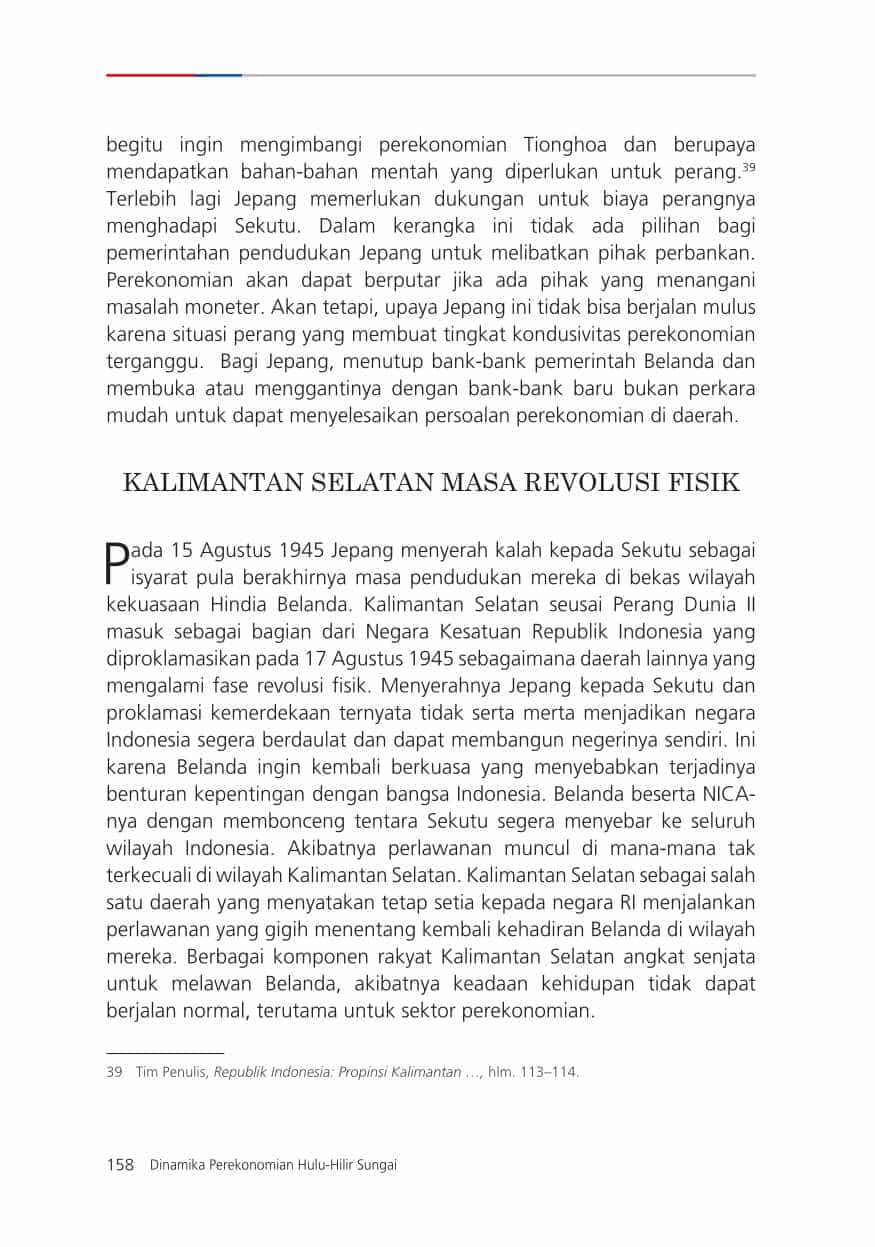 begitu ingin mengimbangi perekonomian Tionghoa dan berupaya
mendapatkan bahan-bahan mentah yang diperlukan untuk perang.39
Terlebih lagi Jepang memerlukan dukungan untuk biaya perangnya
menghadapi Sekutu. Dalam kerangka ini tidak ada pilihan bagi
pemerintahan pendudukan Jepang untuk melibatkan pihak perbankan.
Perekonomian akan dapat berputar jika ada pihak yang menangani
masalah moneter. Akan tetapi, upaya Jepang ini tidak bisa berjalan mulus
karena situasi perang yang membuat tingkat kondusivitas perekonomian
terganggu.  Bagi Jepang, menutup bank-bank pemerintah Belanda dan
membuka atau menggantinya dengan bank-bank baru bukan perkara
mudah untuk dapat menyelesaikan persoalan perekonomian di daerah.
KALIMANTAN SELATAN MASA REVOLUSI FISIK
Pada 15 Agustus 1945 Jepang menyerah kalah kepada Sekutu sebagai
isyarat pula berakhirnya masa pendudukan mereka di bekas wilayah
kekuasaan Hindia Belanda. Kalimantan Selatan seusai Perang Dunia II
masuk sebagai bagian dari Negara Kesatuan Republik Indonesia yang
diproklamasikan pada 17 Agustus 1945 sebagaimana daerah lainnya yang
mengalami fase revolusi fisik. Menyerahnya Jepang kepada Sekutu dan
proklamasi kemerdekaan ternyata tidak serta merta menjadikan negara
Indonesia segera berdaulat dan dapat membangun negerinya sendiri. Ini
karena Belanda ingin kembali berkuasa yang menyebabkan terjadinya
benturan kepentingan dengan bangsa Indonesia. Belanda beserta NICA-
nya dengan membonceng tentara Sekutu segera menyebar ke seluruh
wilayah Indonesia. Akibatnya perlawanan muncul di mana-mana tak
terkecuali di wilayah Kalimantan Selatan. Kalimantan Selatan sebagai salah
satu daerah yang menyatakan tetap setia kepada negara RI menjalankan
perlawanan yang gigih menentang kembali kehadiran Belanda di wilayah
mereka. Berbagai komponen rakyat Kalimantan Selatan angkat senjata
untuk melawan Belanda, akibatnya keadaan kehidupan tidak dapat
berjalan normal, terutama untuk sektor perekonomian.
39 Tim Penulis, Republik Indonesia: Propinsi Kalimantan …, hlm. 113–114.
158 Dinamika Perekonomian Hulu-Hilir Sungai